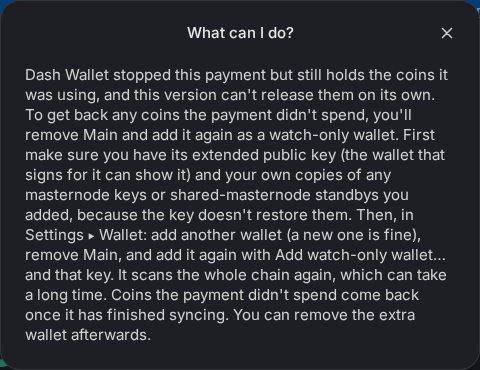 What can I do?
Dash Wallet stopped this payment but still holds the coins it
was using, and this version can't release them on its own.
To get back any coins the payment didn't spend, you'll
remove Main and add it again as a watch-only wallet. First
make sure you have its extended public key (the wallet that
signs for it can show it) and your own copies of any
masternode keys or shared-masternode standbys you
added, because the key doesn't restore them. Then, in
Settings ▸ Wallet: add another wallet (a new one is fine),
remove Main, and add it again with Add watch-only wallet...
and that key. It scans the whole chain again, which can take
a long time. Coins the payment didn't spend come back
once it has finished syncing. You can remove the extra
wallet afterwards.